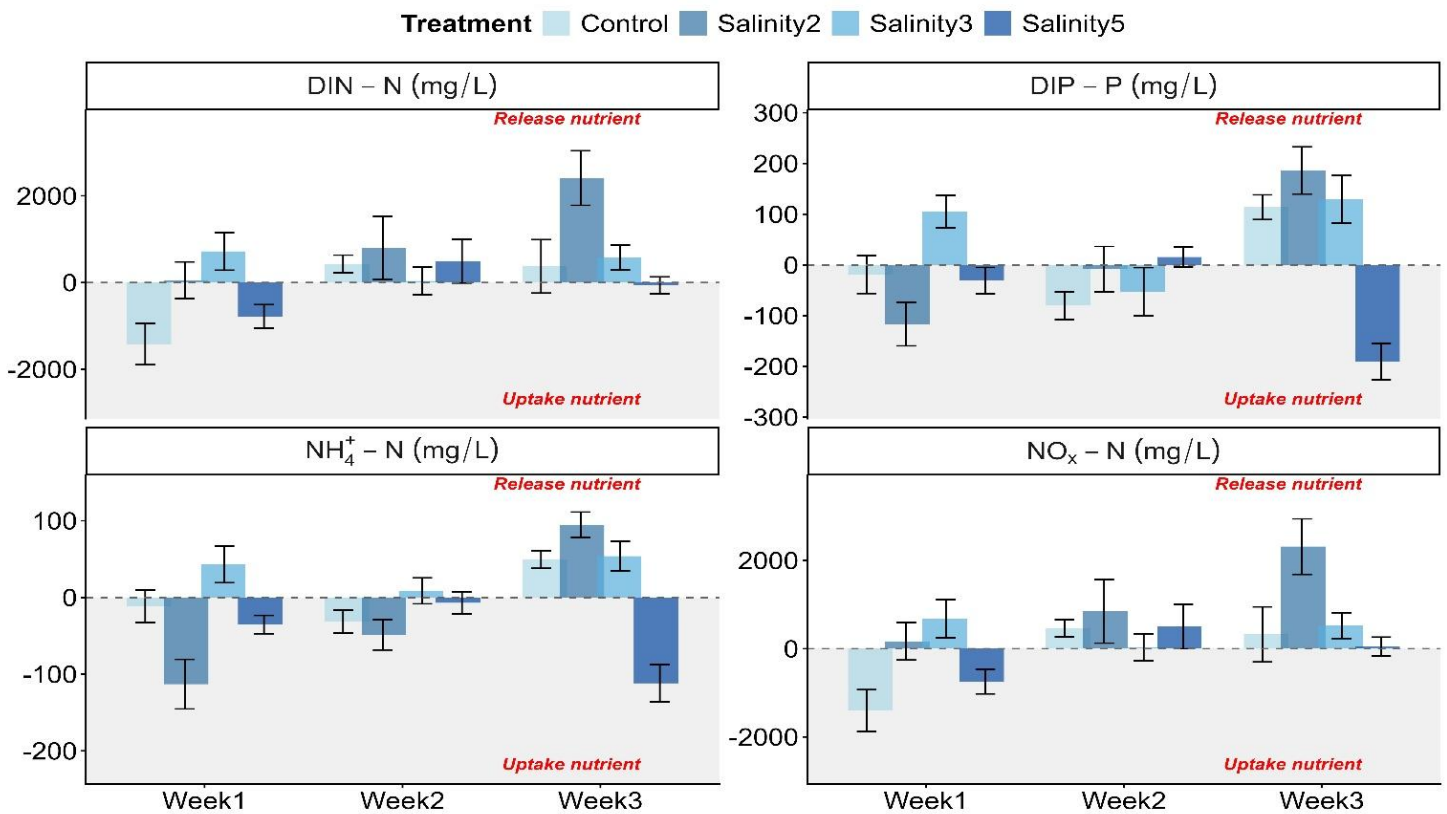 Treatment Control Salinity2 Salinity3 Salinity5
DIN – N (mg/L)
Release nutrient
2000
0
-2000
Uptake nutrient
DIP – P (mg/L)
Release nutrient
300
200
100
0
-100
-200
-300
Uptake nutrient
NH₄⁺ – N (mg/L)
Release nutrient
100
0
-100
-200
Uptake nutrient
Week1 Week2 Week3
NOₓ – N (mg/L)
Release nutrient
2000
0
-2000
Uptake nutrient
Week1 Week2 Week3